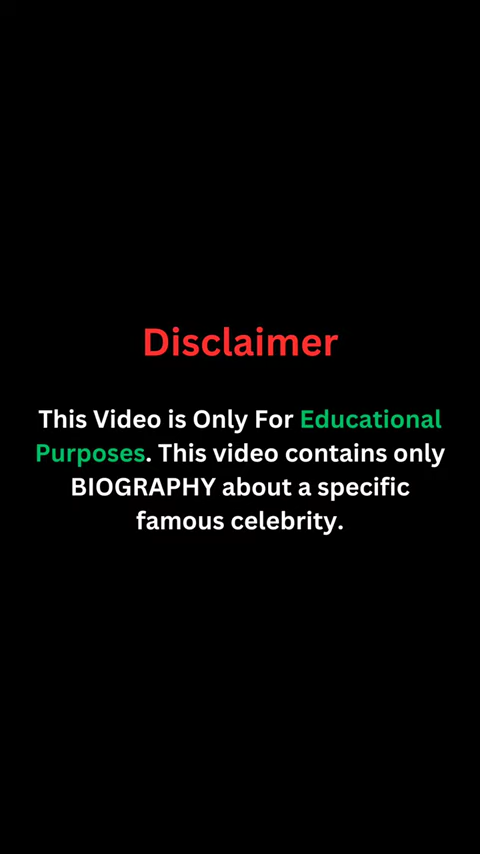 Disclaimer
This Video is Only For Educational
Purposes. This video contains only
BIOGRAPHY about a specific
famous celebrity.